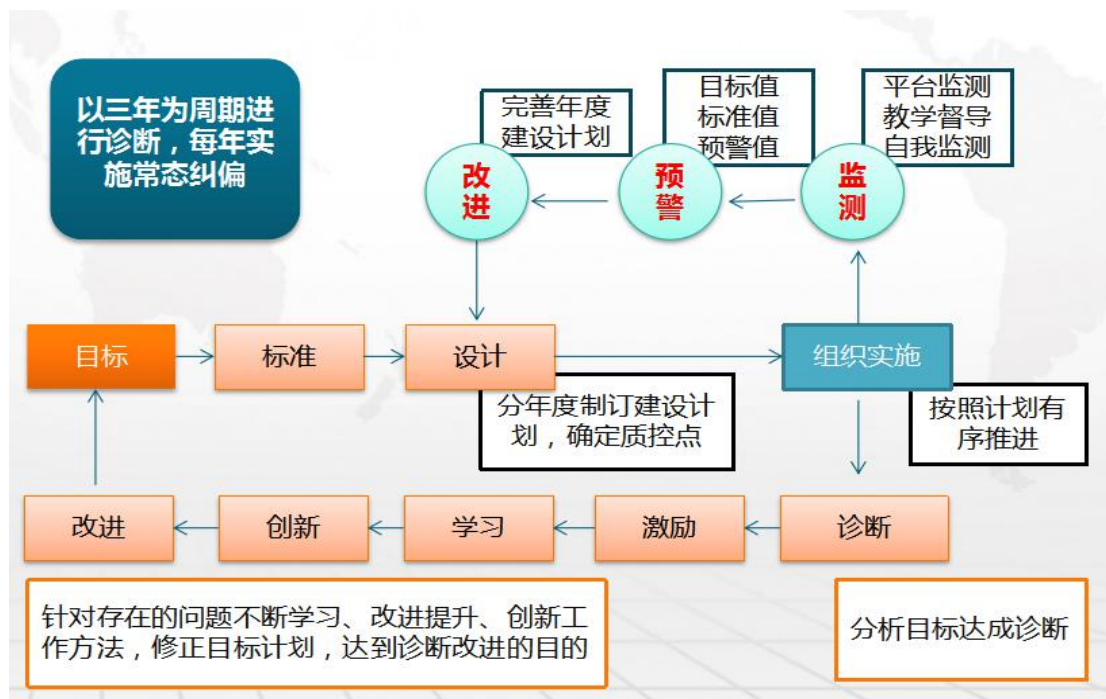 以三年为周期进
行诊断，每年实
施常态纠偏
完善年度
建设计划
目标值
标准值
预警值
平台监测
教学督导
自我监测
改
进
预
警
监
测
目标
标准
设计
组织实施
分年度制订建设计
划，确定质控点
按照计划有
序推进
改进
创新
学习
激励
诊断
针对存在的问题不断学习、改进提升、创新工
作方法，修正目标计划，达到诊断改进的目的
分析目标达成诊断